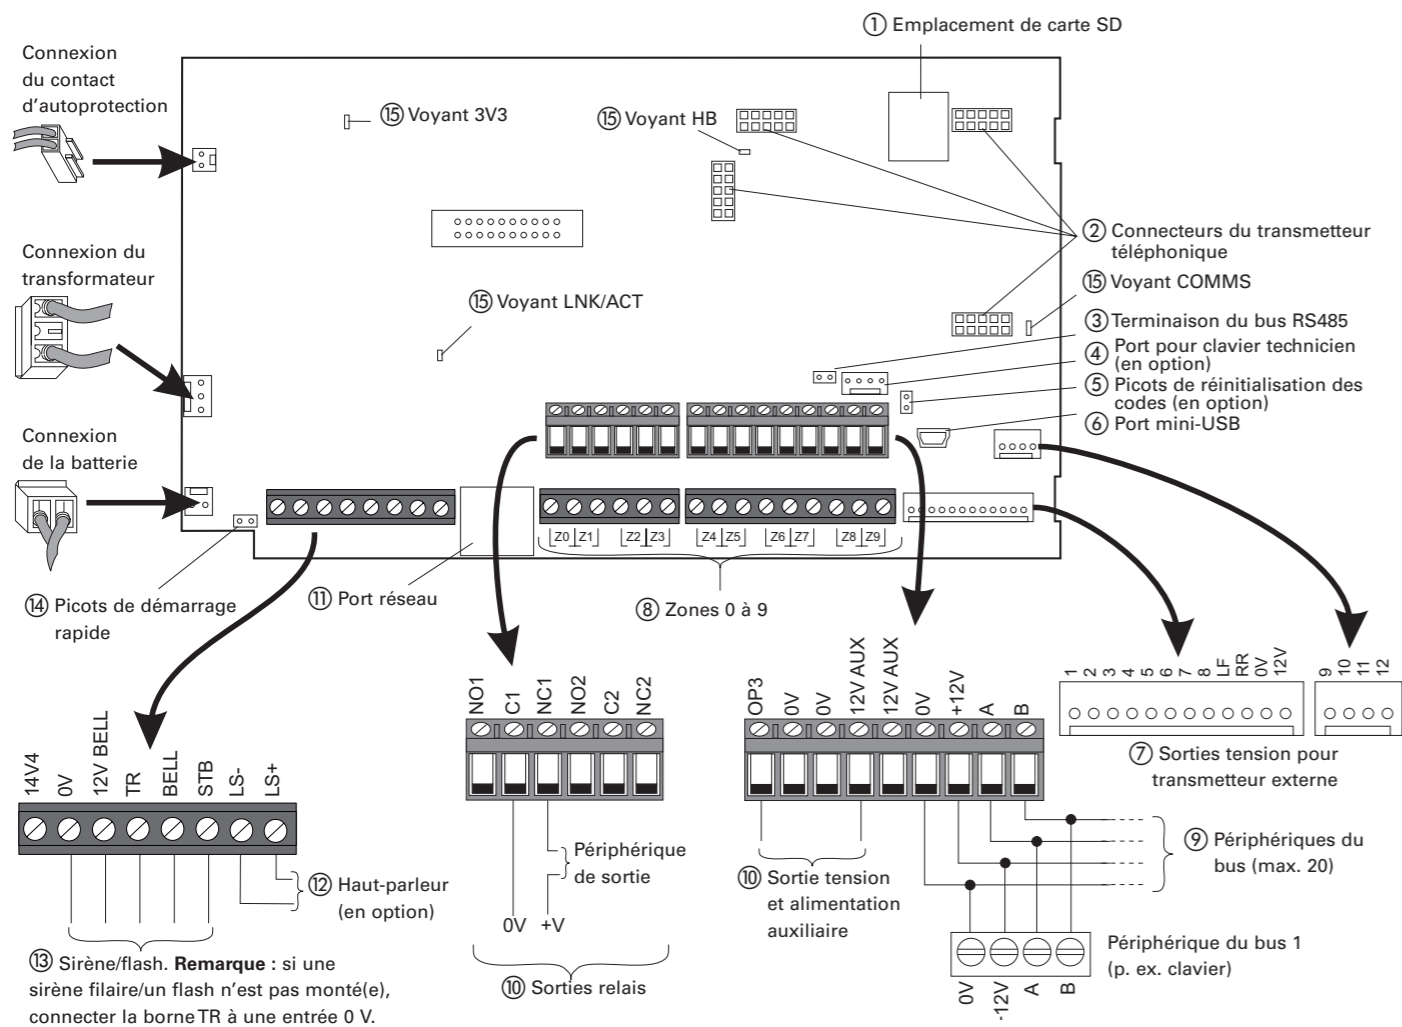 ① Emplacement de carte SD
Connexion
du contact
d'autoprotection
⑮ Voyant 3V3
⑮ Voyant HB
② Connecteurs du transmetteur
téléphonique
Connexion du
transformateur
⑮ Voyant LNK/ACT
⑮ Voyant COMMS
③ Terminaison du bus RS485
④ Port pour clavier technicien
(en option)
⑤ Picots de réinitialisation des
codes (en option)
⑥ Port mini-USB
Connexion
de la batterie
Z0 Z1 Z2 Z3 Z4 Z5 Z6 Z7 Z8 Z9
⑭ Picots de démarrage
rapide
⑪ Port réseau
⑧ Zones 0 à 9
14V4 0V 12V BELL TR BELL STB LS- LS+
NO1 C1 NC1 NO2 C2 NC2
OP3 0V 0V 12V AUX 12V AUX 0V +12V A B
1 2 3 4 5 6 7 8 LF RR 0V 12V
9 10 11 12
⑦ Sorties tension pour
transmetteur externe
⑫ Haut-parleur
(en option)
Périphérique
de sortie
0V +V
⑩ Sorties relais
⑩ Sortie tension
et alimentation
auxiliaire
⑨ Périphériques du
bus (max. 20)
Périphérique du bus 1
(p. ex. clavier)
0V +12V A B
⑬ Sirène/flash. Remarque : si une
sirène filaire/un flash n'est pas monté(e),
connecter la borne TR à une entrée 0 V.